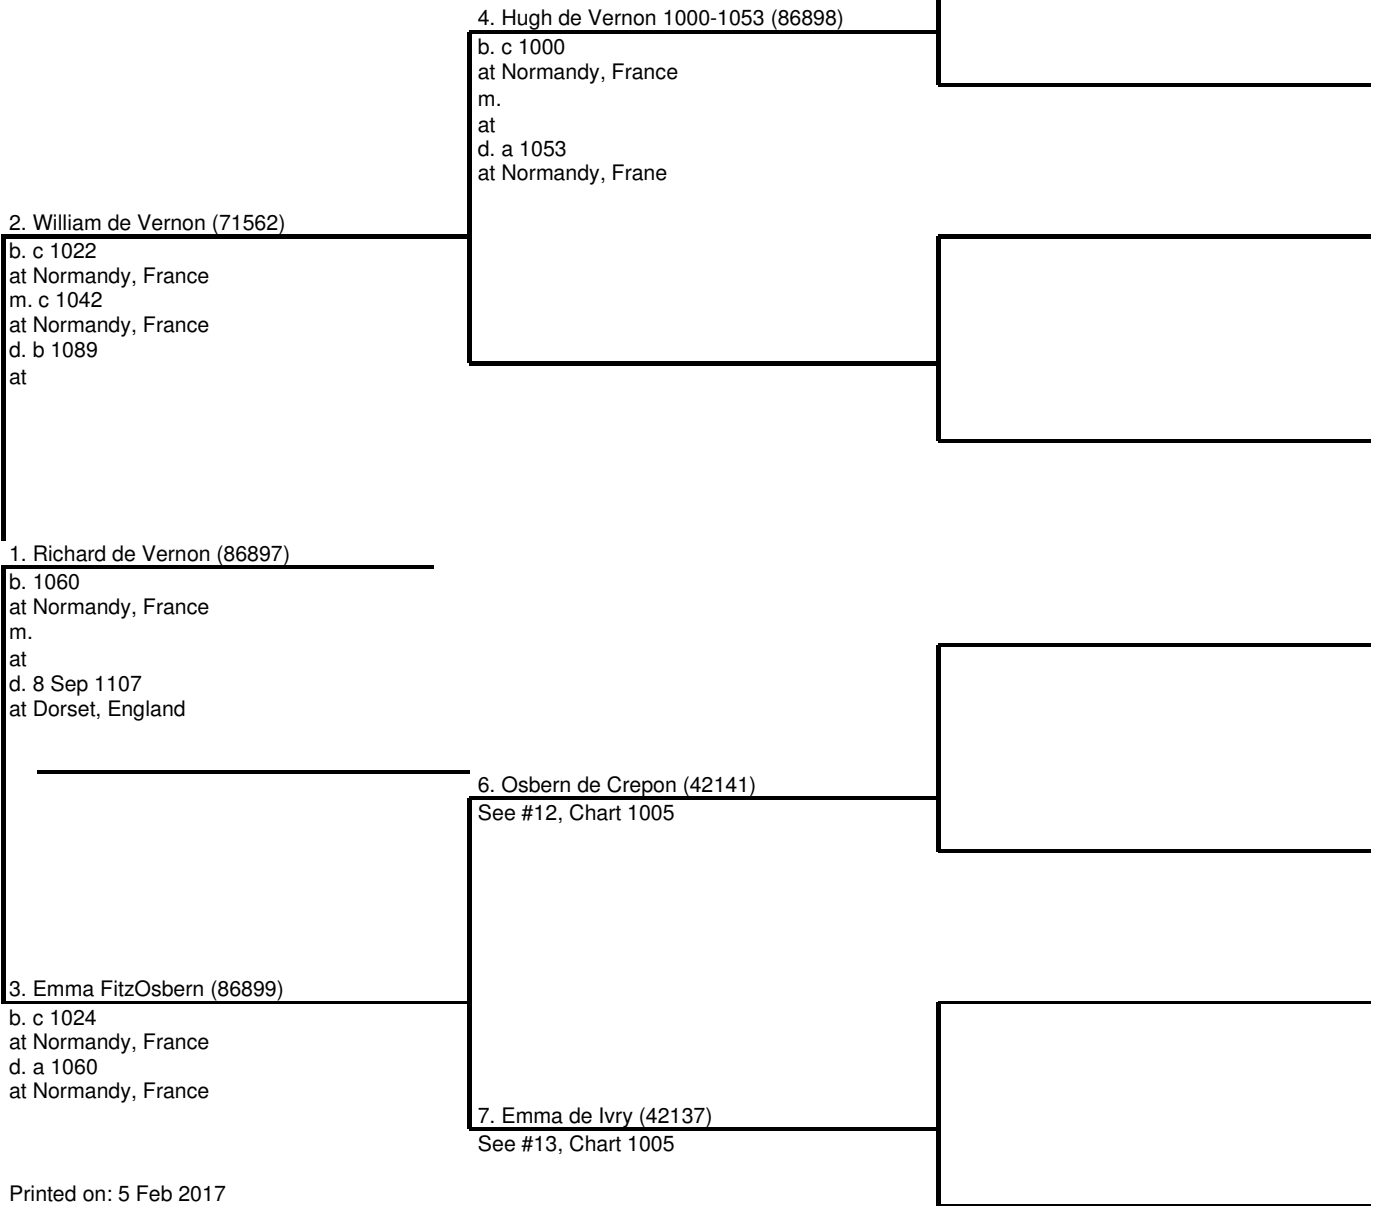 4. Hugh de Vernon 1000-1053 (86898)
b. c 1000
at Normandy, France
m.
at
d. a 1053
at Normandy, Frane
2. William de Vernon (71562)
b. c 1022
at Normandy, France
m. c 1042
at Normandy, France
d. b 1089
at
1. Richard de Vernon (86897)
b. 1060
at Normandy, France
m.
at
d. 8 Sep 1107
at Dorset, England
6. Osbern de Crepon (42141)
See #12, Chart 1005
3. Emma FitzOsbern (86899)
b. c 1024
at Normandy, France
d. a 1060
at Normandy, France
7. Emma de Ivry (42137)
See #13, Chart 1005
Printed on: 5 Feb 2017